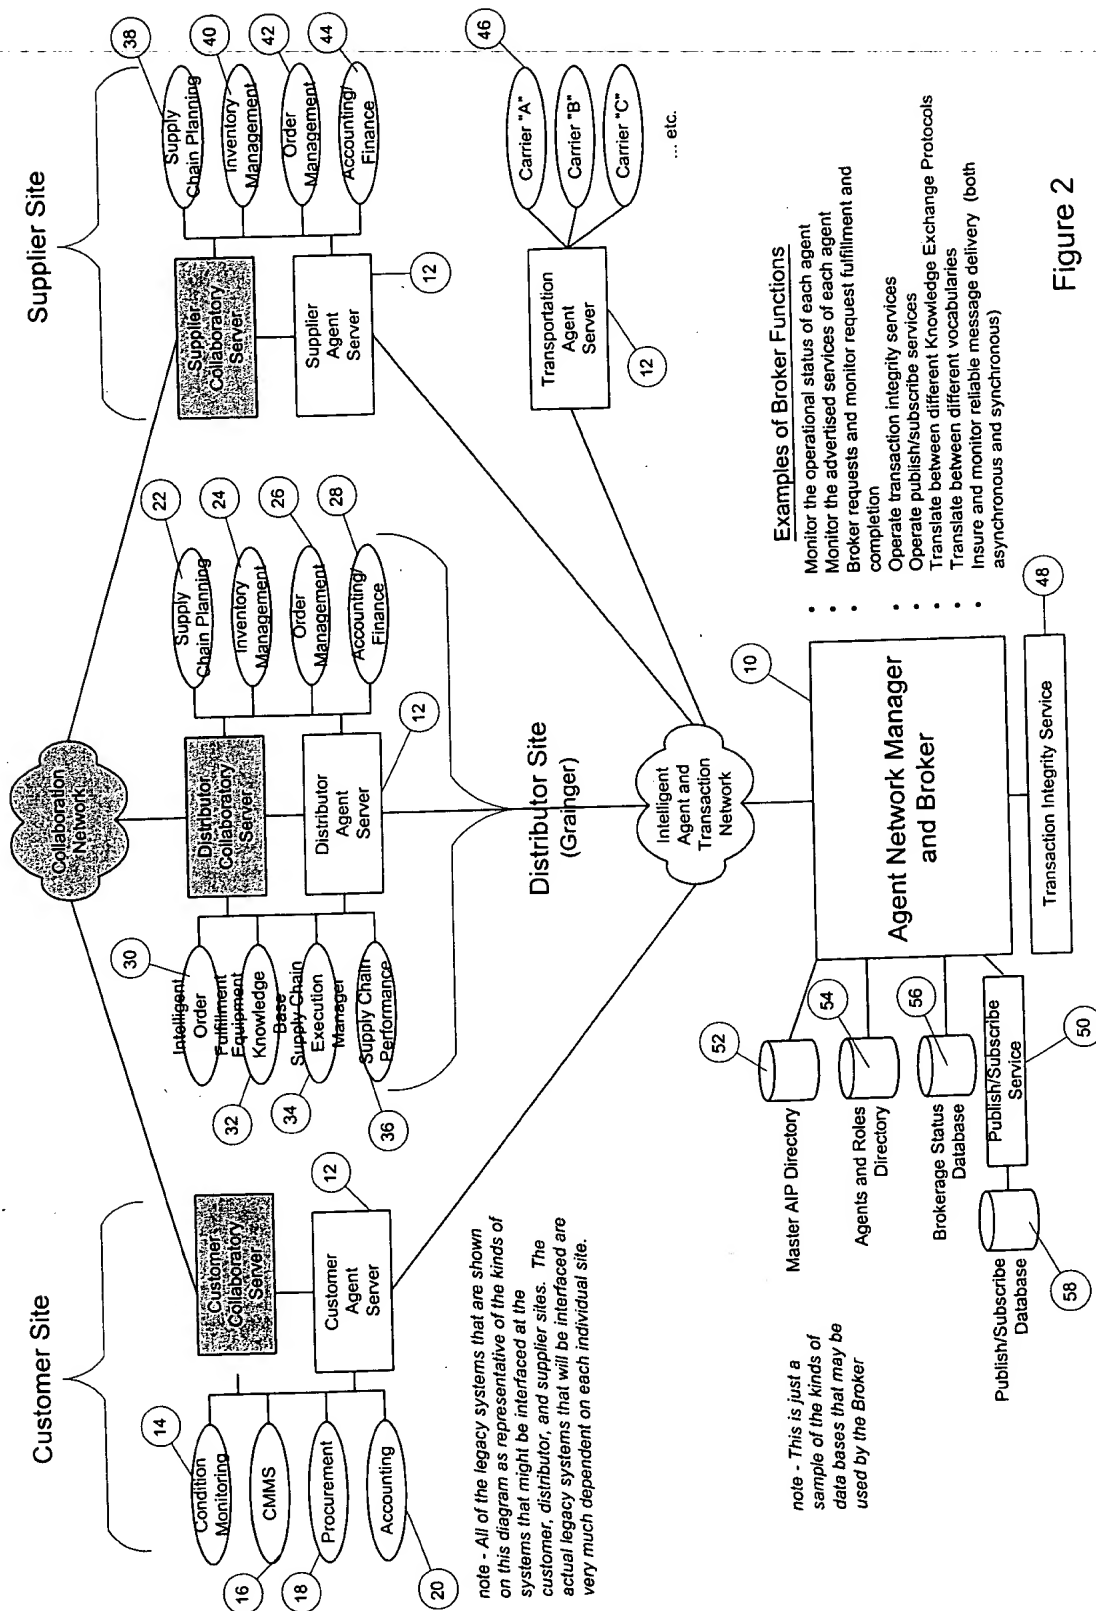 Customer Site
Supplier Site
Collaboration
Network
14
Condition
Monitoring
16
CMMS
18
Procurement
20
Accounting
Customer
Collaboratory
Server
Customer
Agent
Server
12
30
Intelligent
Order
Fulfillment
Equipment
Knowledge
Base
32
Supply Chain
Execution
Manager
34
Supply Chain
Performance
36
Distributor
Collaboratory
Server
Distributor
Agent
Server
12
22
Supply
Chain Planning
24
Inventory
Management
26
Order
Management
28
Accounting/
Finance
Distributor Site
(Grainger)
Supplier
Collaboratory
Server
Supplier
Agent
Server
12
38
Supply
Chain Planning
40
Inventory
Management
42
Order
Management
44
Accounting/
Finance
note - All of the legacy systems that are shown
on this diagram as representative of the kinds of
systems that might be interfaced at the
customer, distributor, and supplier sites. The
actual legacy systems that will be interfaced are
very much dependent on each individual site.
Intelligent
Agent and
Transaction
Network
Transportation
Agent
Server
12
46
Carrier "A"
Carrier "B"
Carrier "C"
... etc.
note - This is just a
sample of the kinds of
data bases that may be
used by the Broker
52
Master AIP Directory
54
Agents and Roles
Directory
56
Brokerage Status
Database
Publish/Subscribe
Service
50
Publish/Subscribe
Database
58
10
Agent Network Manager
and Broker
Transaction Integrity Service
48
Examples of Broker Functions
• Monitor the operational status of each agent
• Monitor the advertised services of each agent
• Broker requests and monitor request fulfillment and
completion
• Operate transaction integrity services
• Operate publish/subscribe services
• Translate between different Knowledge Exchange Protocols
• Translate between different vocabularies
• Insure and monitor reliable message delivery (both
asynchronous and synchronous)
Figure 2